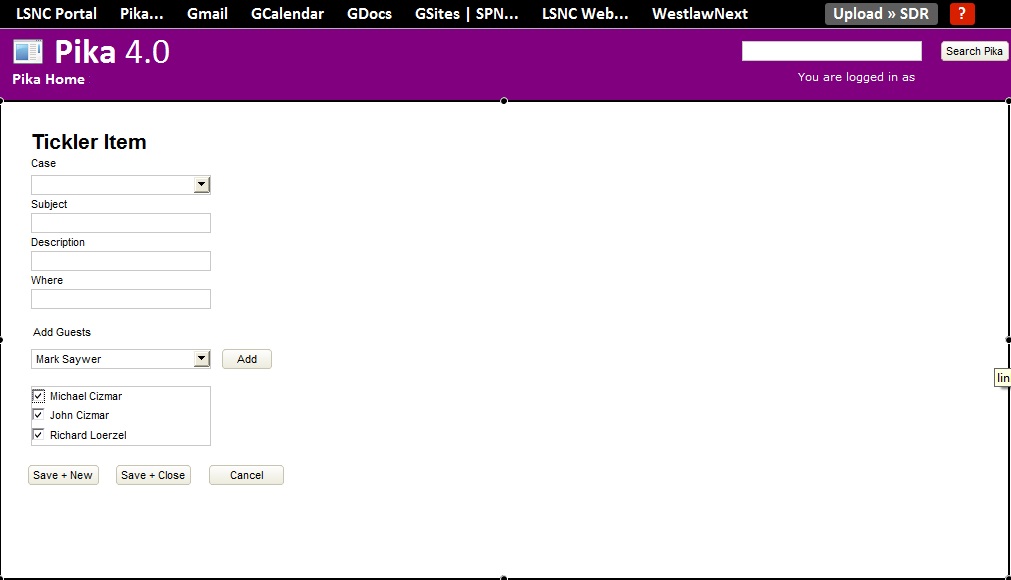 LSNC Portal Pika... Gmail GCalendar GDocs GSites | SPN... LSNC Web... WestlawNext Upload » SDR ?
Pika 4.0
Search Pika
Pika Home
You are logged in as
Tickler Item
Case
Subject
Description
Where
Add Guests
Mark Saywer Add
Michael Cizmar
John Cizmar
Richard Loerzel
Save + New Save + Close Cancel
lin